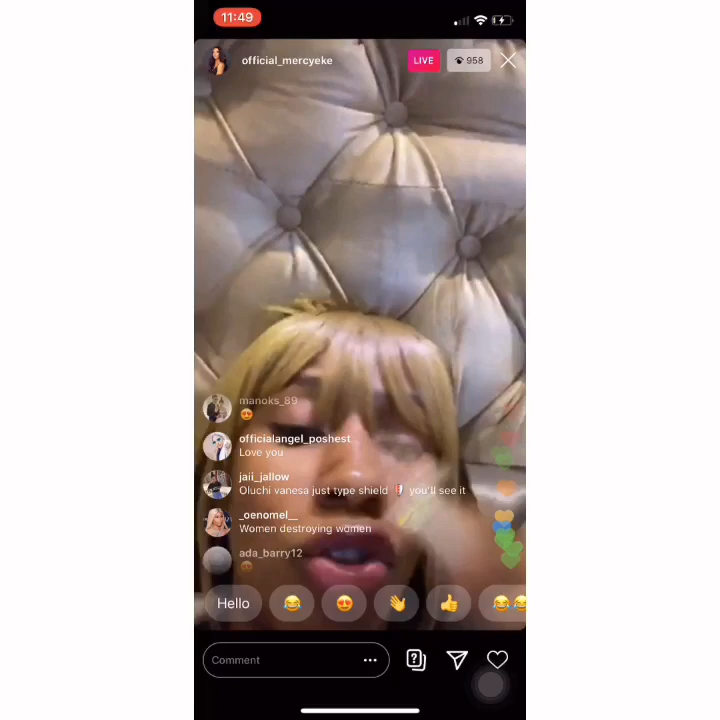 11:49
official_mercyeke
LIVE
958
manoks_89
😍
officialangel_poshest
Love you
jaii_jallow
Oluchi vanesa just type shield you'll see it
_oenomel__
Women destroying women
ada_barry12
Hello
Comment